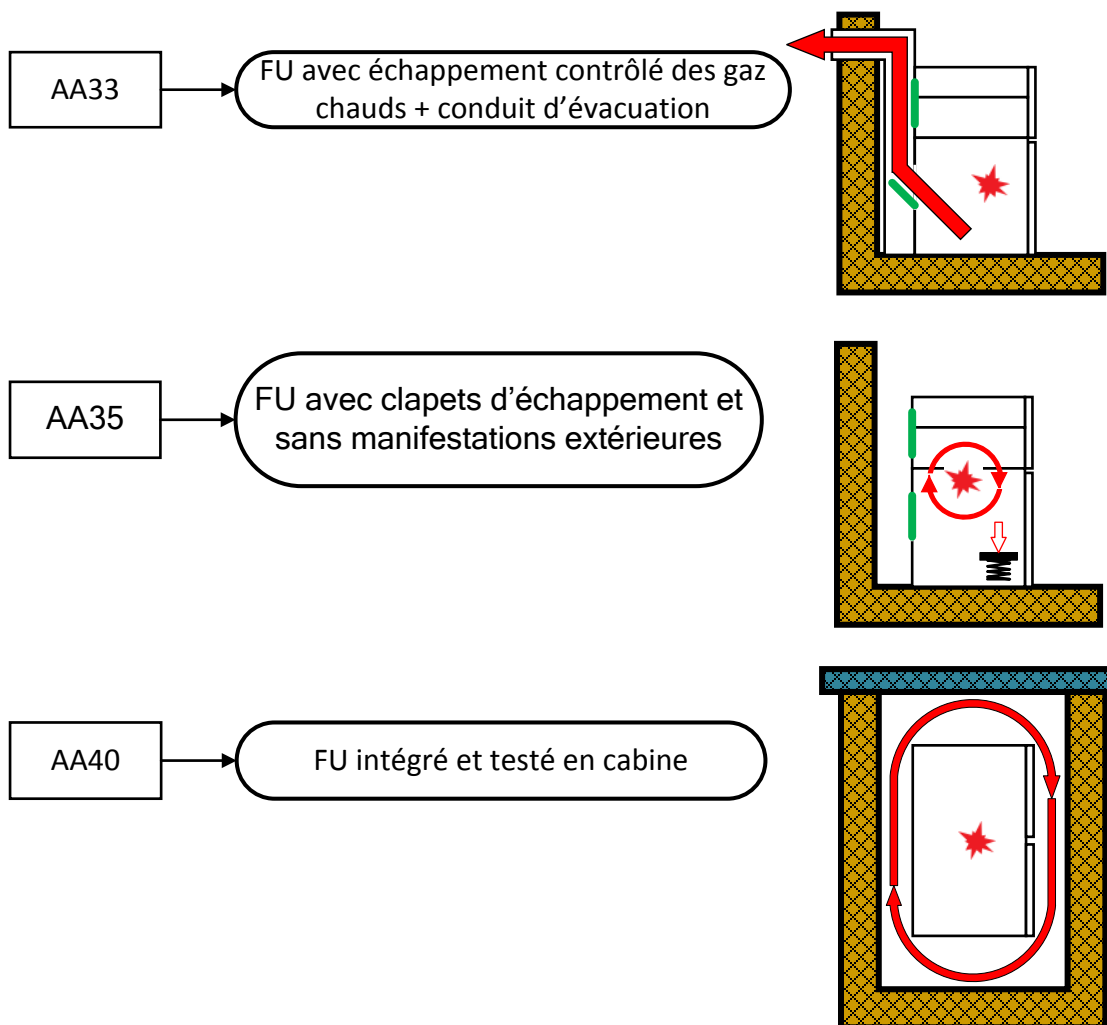 AA33
FU avec échappement contrôlé des gaz
chauds + conduit d’évacuation
AA35
FU avec clapets d’échappement et
sans manifestations extérieures
AA40
FU intégré et testé en cabine